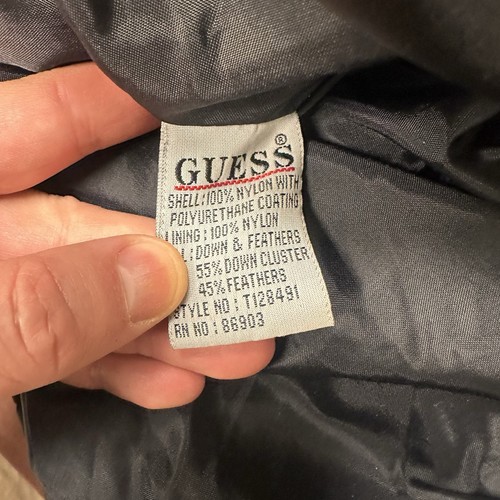 GUESS®
SHELL:100% NYLON WITH
POLYURETHANE COATING
LINING:100% NYLON
L:DOWN & FEATHERS
55% DOWN CLUSTER
45% FEATHERS
STYLE NO:T128491
RN NO:86903